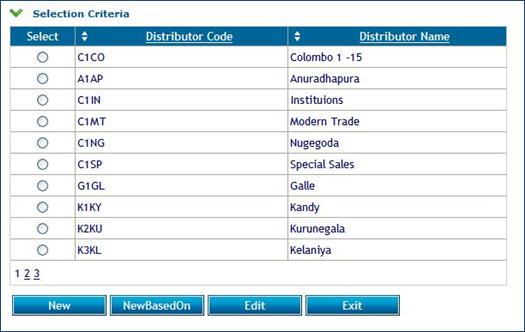 Selection Criteria
Select Distributor Code Distributor Name
C1CO Colombo 1 -15
A1AP Anuradhapura
C1IN Instituions
C1MT Modern Trade
C1NG Nugegoda
C1SP Special Sales
G1GL Galle
K1KY Kandy
K2KU Kurunegala
K3KL Kelaniya
1 2 3
New NewBasedOn Edit Exit